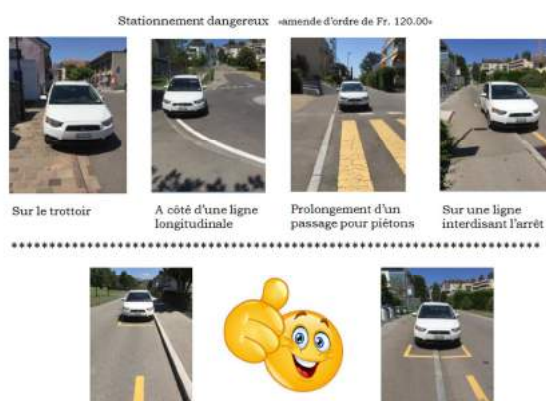 Stationnement dangereux «amende d'ordre de Fr. 120.00»
Sur le trottoir
A côté d'une ligne
longitudinale
Prolongement d'un
passage pour piétons
Sur une ligne
interdisant l'arrêt